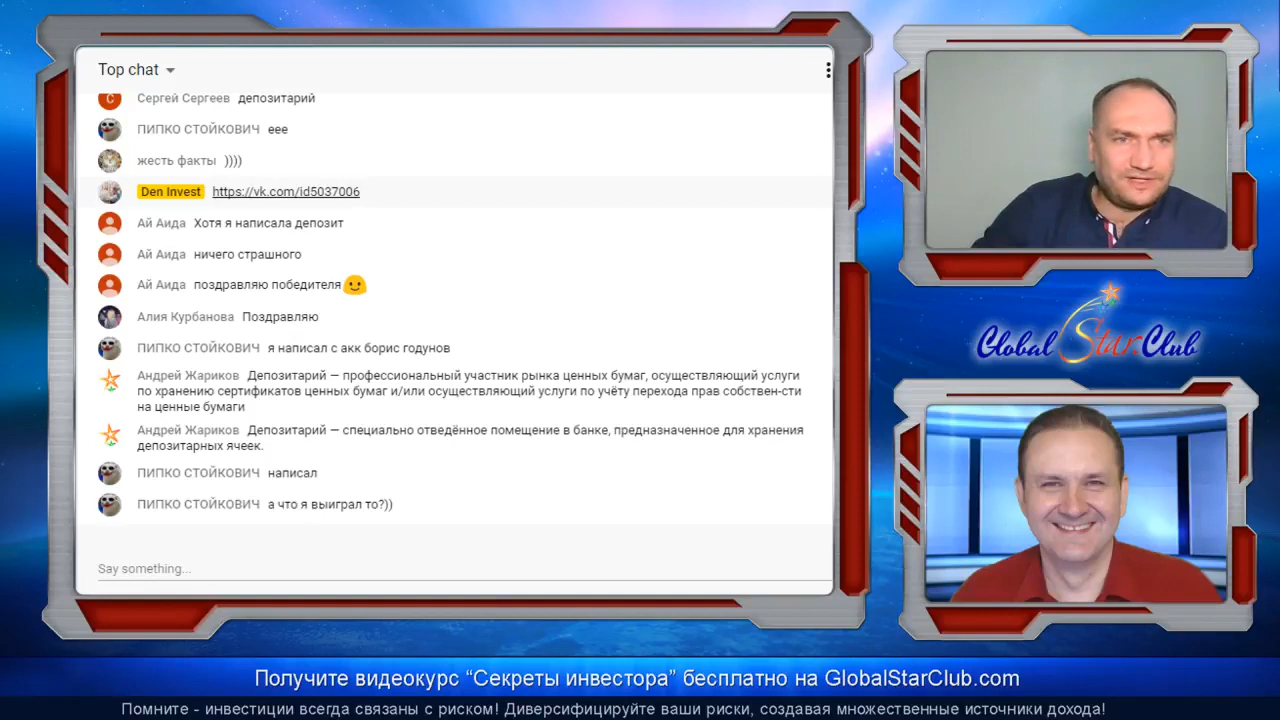 Top chat
С
Сергей Сергеев депозитарий
ПИПКО СТОЙКОВИЧ еее
жесть факты ))))
Den Invest https://vk.com/id5037006
Ай Аида Хотя я написала депозит
Ай Аида ничего страшного
Ай Аида поздравляю победителя
Алия Курбанова Поздравляю
ПИПКО СТОЙКОВИЧ я написал с акк борис годунов
Андрей Жариков Депозитарий — профессиональный участник рынка ценных бумаг, осуществляющий услуги
по хранению сертификатов ценных бумаг и/или осуществляющий услуги по учёту перехода прав собствен-сти
на ценные бумаги
Андрей Жариков Депозитарий — специально отведённое помещение в банке, предназначенное для хранения
депозитарных ячеек.
ПИПКО СТОЙКОВИЧ написал
ПИПКО СТОЙКОВИЧ а что я выиграл то?))
Say something...
Global Star Club
Получите видеокурс “Секреты инвестора” бесплатно на GlobalStarClub.com
Помните - инвестиции всегда связаны с риском! Диверсифицируйте ваши риски, создавая множественные источники дохода!